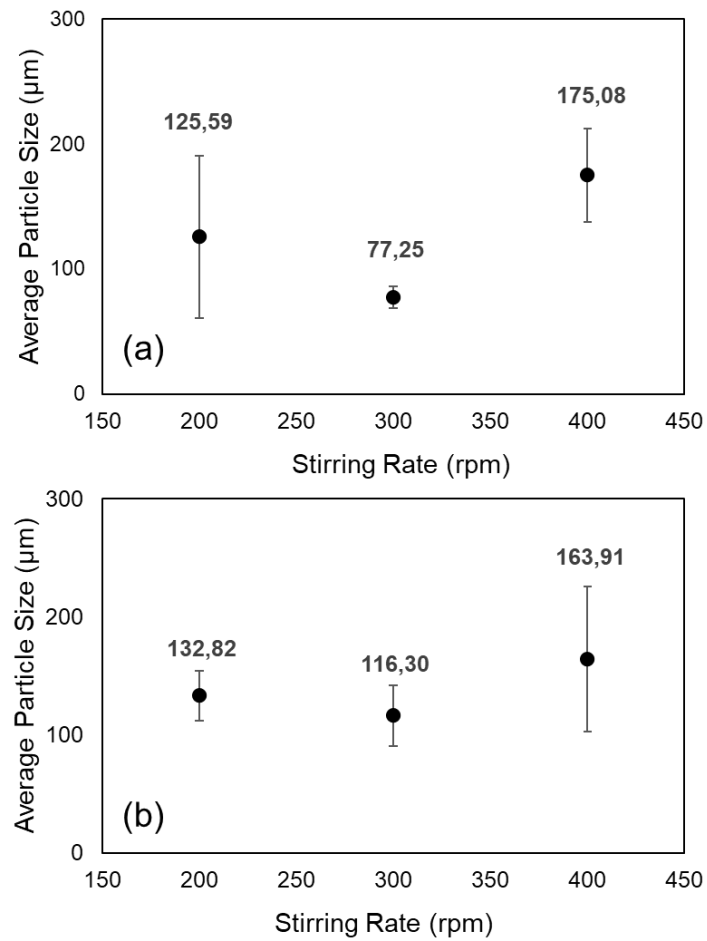 300
Average Particle Size (µm)
175,08
125,59
200
77,25
100
(a)
0
150 200 250 300 350 400 450
Stirring Rate (rpm)
300
Average Particle Size (µm)
163,91
200
132,82
116,30
100
(b)
0
150 200 250 300 350 400 450
Stirring Rate (rpm)